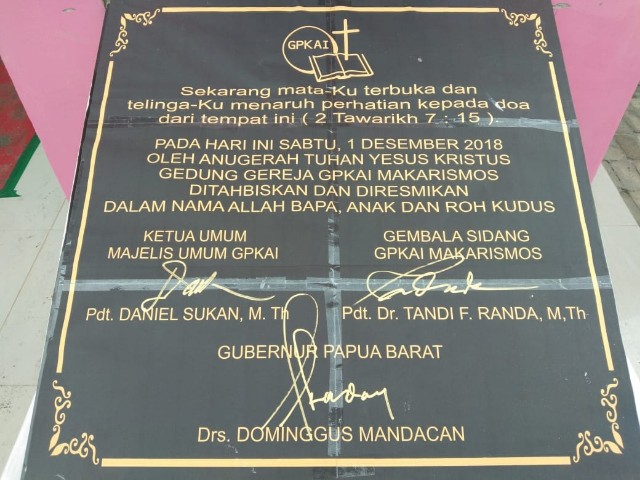 GPKAI
Sekarang mata-Ku terbuka dan
telinga-Ku menaruh perhatian kepada doa
dari tempat ini ( 2 Tawarikh 7 : 15 ).
PADA HARI INI SABTU, 1 DESEMBER 2018
OLEH ANUGERAH TUHAN YESUS KRISTUS
GEDUNG GEREJA GPKAI MAKARISMOS
DITAHBISKAN DAN DIRESMIKAN
DALAM NAMA ALLAH BAPA, ANAK DAN ROH KUDUS
KETUA UMUM
MAJELIS UMUM GPKAI
Pdt. DANIEL SUKAN, M. Th
GEMBALA SIDANG
GPKAI MAKARISMOS
Pdt. Dr. TANDI F. RANDA, M,Th
GUBERNUR PAPUA BARAT
Drs. DOMINGGUS MANDACAN